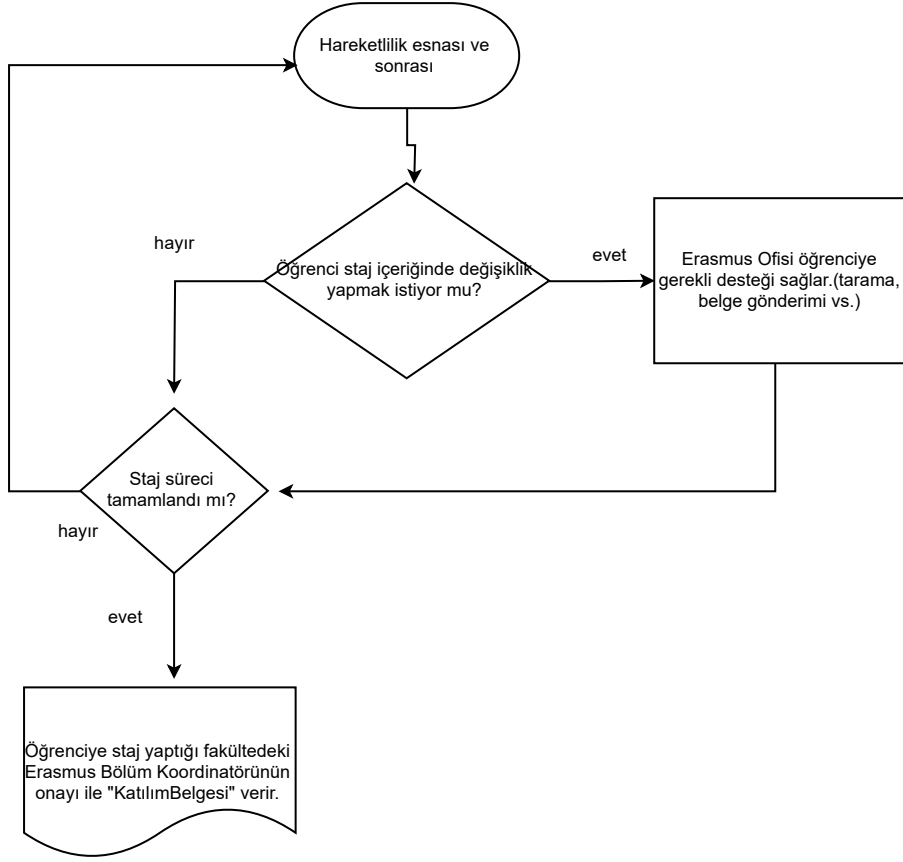 Hareketlilik esnası ve
sonrası
hayır
Öğrenci staj içeriğinde değişiklik
yapmak istiyor mu?
evet
Erasmus Ofisi öğrenciye
gerekli desteği sağlar.(tarama,
belge gönderimi vs.)
Staj süreci
tamamlandı mı?
hayır
evet
Öğrenciye staj yaptığı fakültedeki
Erasmus Bölüm Koordinatörünün
onayı ile "KatılımBelgesi" verir.